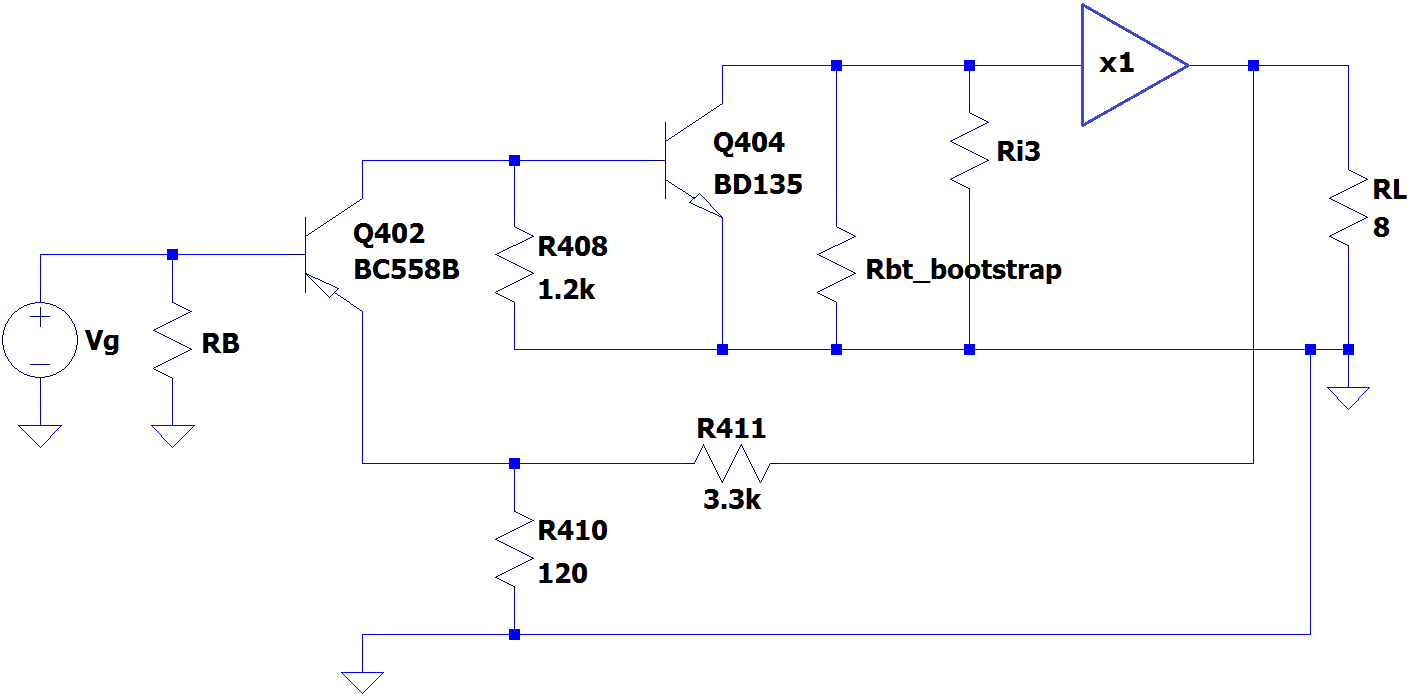 x1
Q404
BD135
Ri3
RL
8
Q402
BC558B
R408
1.2k
Rbt_bootstrap
Vg
RB
R411
3.3k
R410
120